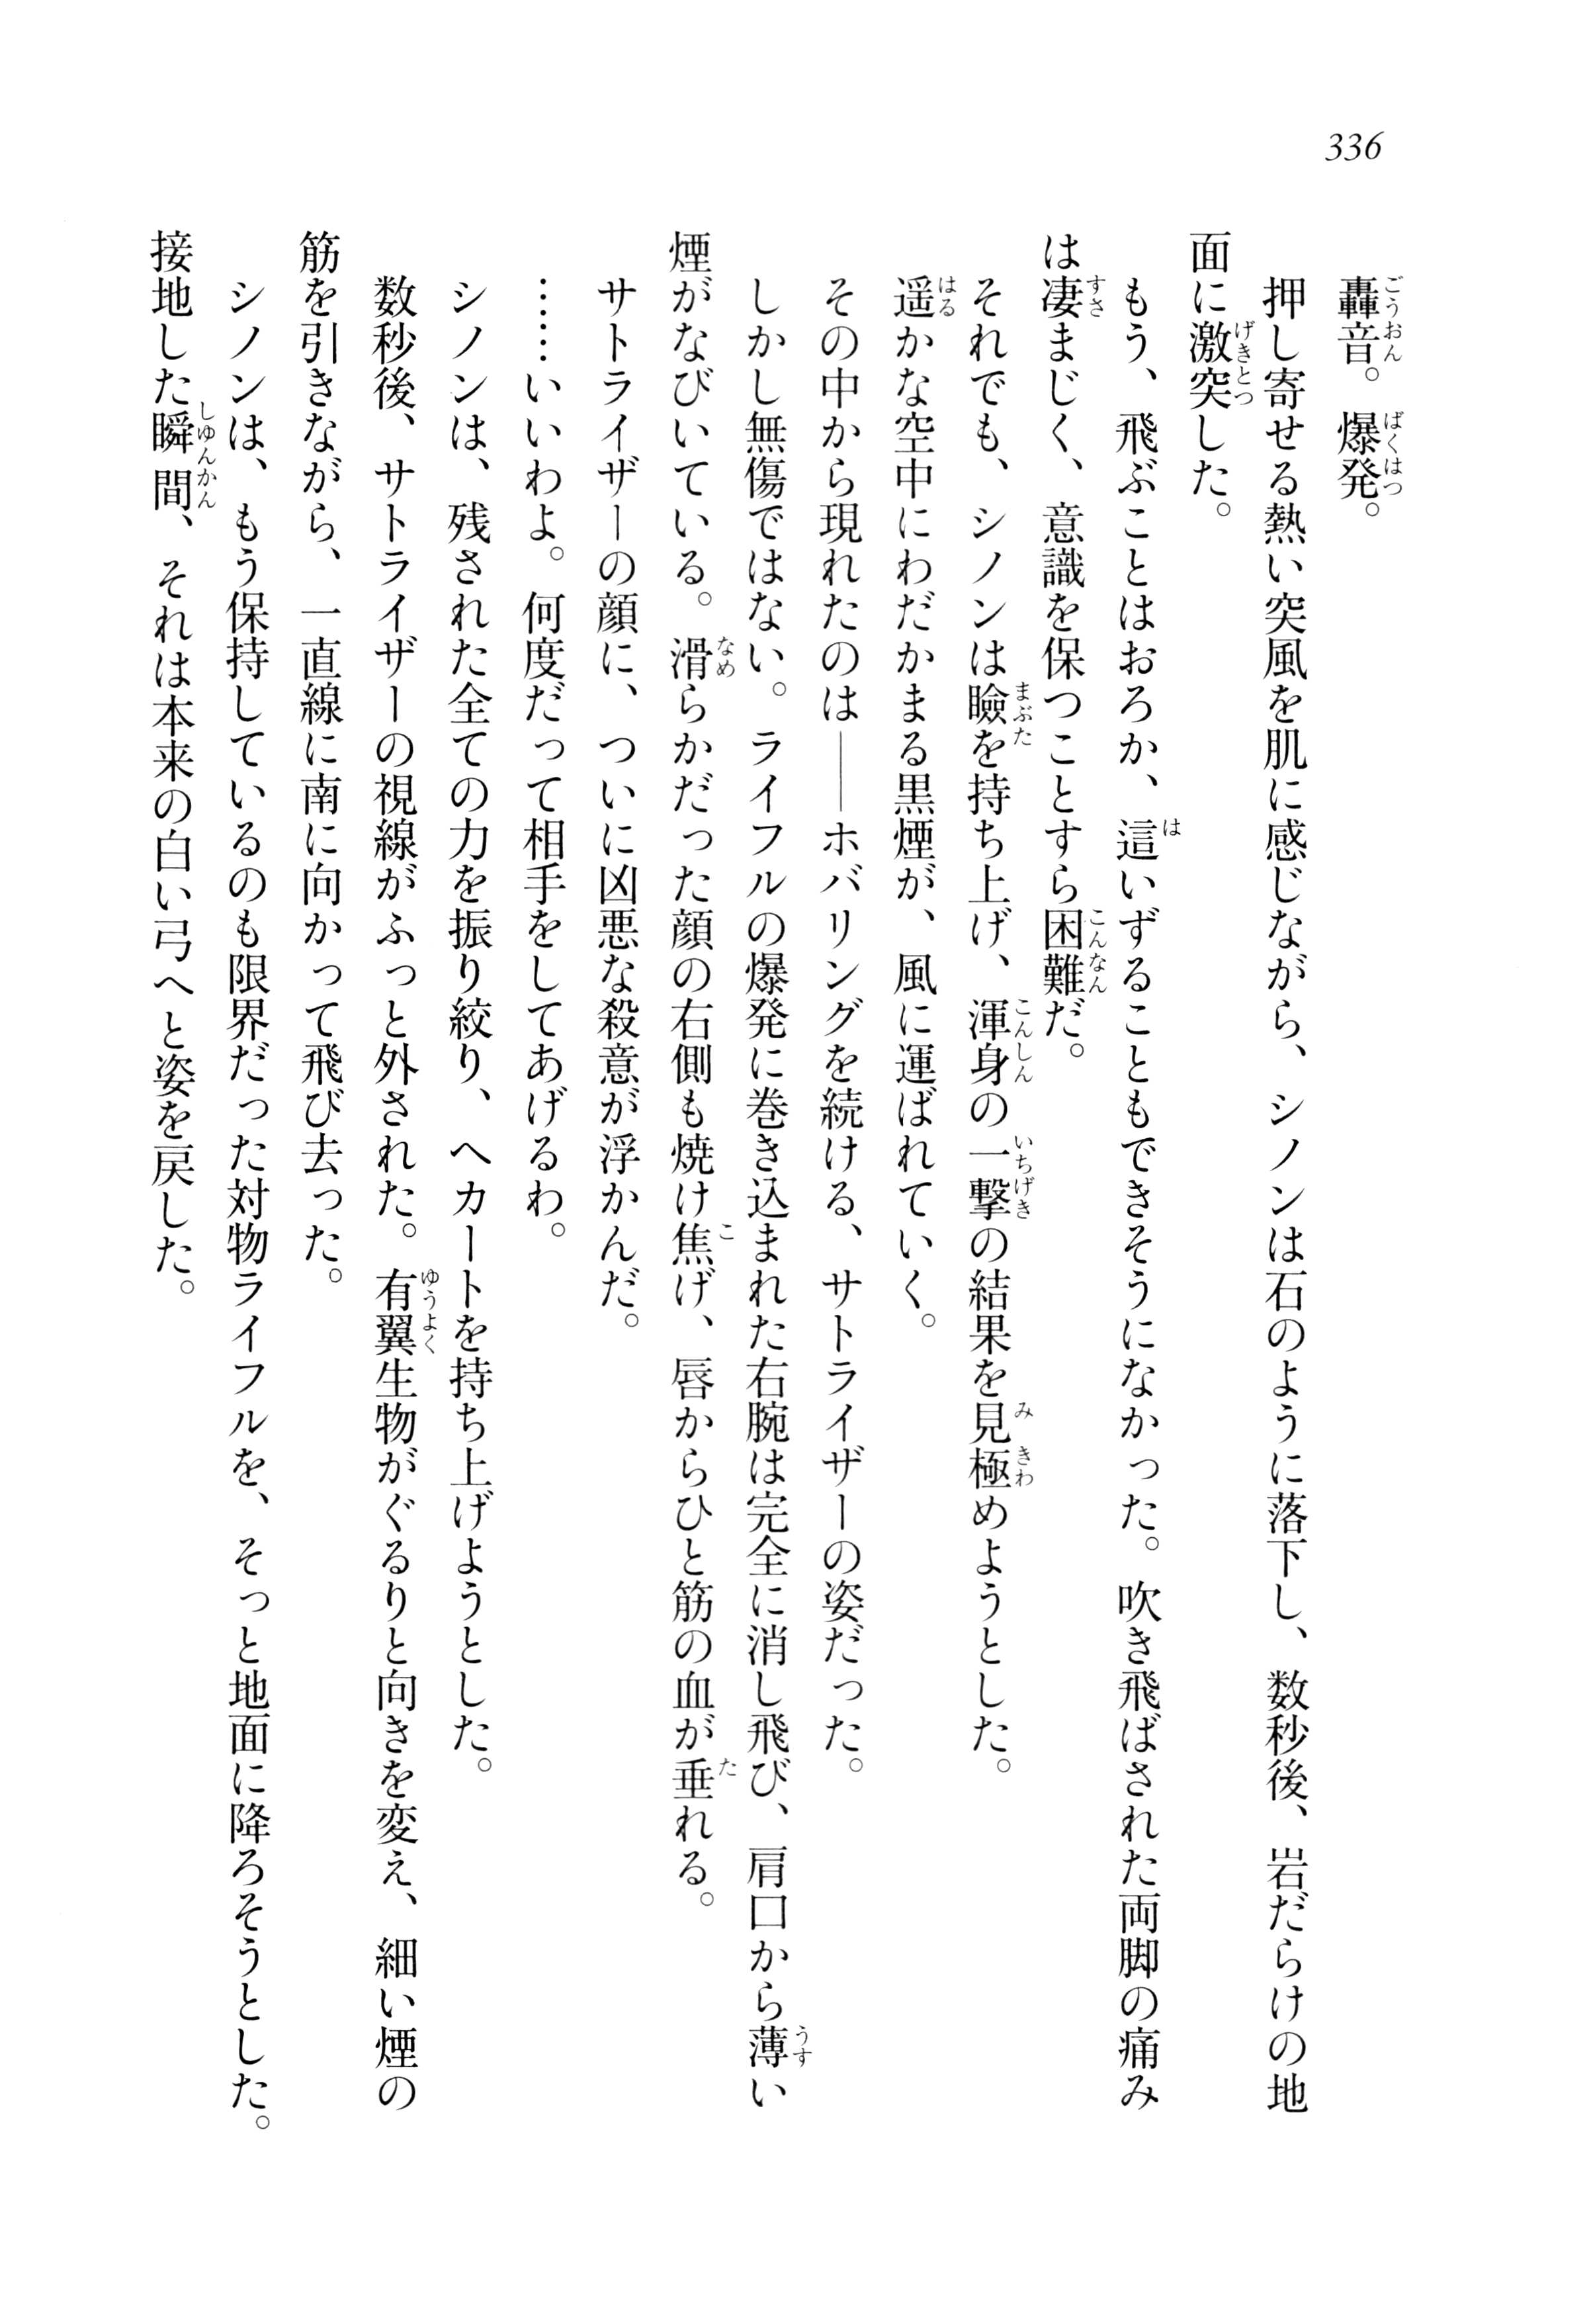 336
轟音。爆発。
押し寄せる熱い突風を肌に感じながら、シノンは石のように落下し、数秒後、岩だらけの地
面に激突した。
もう、飛ぶことはおろか、這いずることもできそうになかった。吹き飛ばされた両脚の痛み
は凄まじく、意識を保つことすら困難だ。
それでも、シノンは瞼を持ち上げ、渾身の一撃の結果を見極めようとした。
遥かな空中にわだかまる黒煙が、風に運ばれていく。
その中から現れたのは――ホバリングを続ける、サトライザーの姿だった。
しかし無傷ではない。ライフルの爆発に巻き込まれた右腕は完全に消し飛び、肩口から薄い
煙がなびいている。滑らかだった顔の右側も焼け焦げ、唇からひと筋の血が垂れる。
サトライザーの顔に、ついに凶悪な殺意が浮かんだ。
……いいわよ。何度だって相手をしてあげるわ。
シノンは、残された全ての力を振り絞り、ヘカートを持ち上げようとした。
数秒後、サトライザーの視線がふっと外された。有翼生物がぐるりと向きを変え、細い煙の
筋を引きながら、一直線に南に向かって飛び去った。
シノンは、もう保持しているのも限界だった対物ライフルを、そっと地面に降ろそうとした。
接地した瞬間、それは本来の白い弓へと姿を戻した。